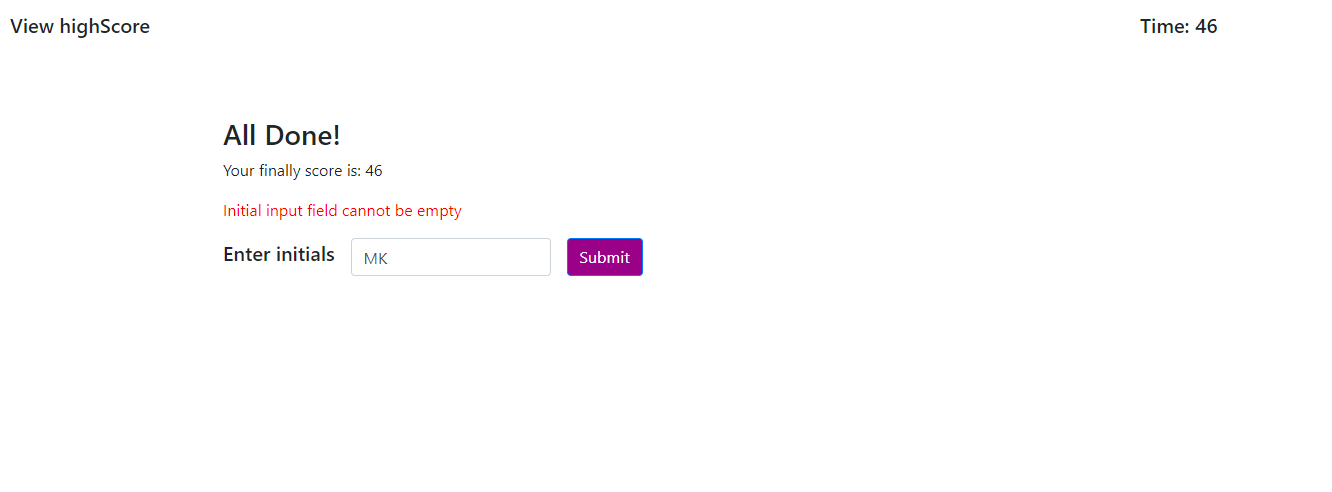 View highScore
Time: 46
All Done!
Your finally score is: 46
Initial input field cannot be empty
Enter initials
MK
Submit